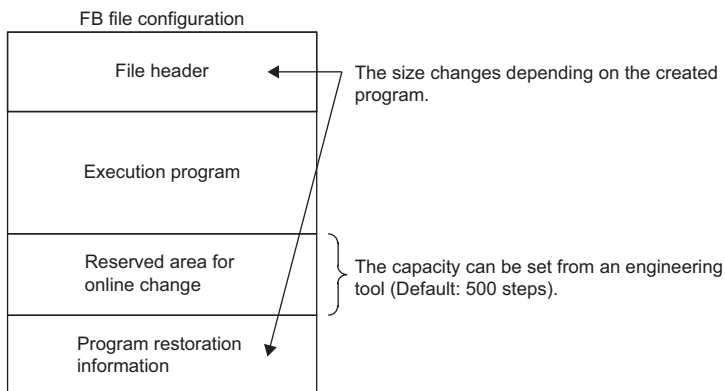 FB file configuration
File header
The size changes depending on the created
program.
Execution program
Reserved area for
online change
The capacity can be set from an engineering
tool (Default: 500 steps).
Program restoration
information